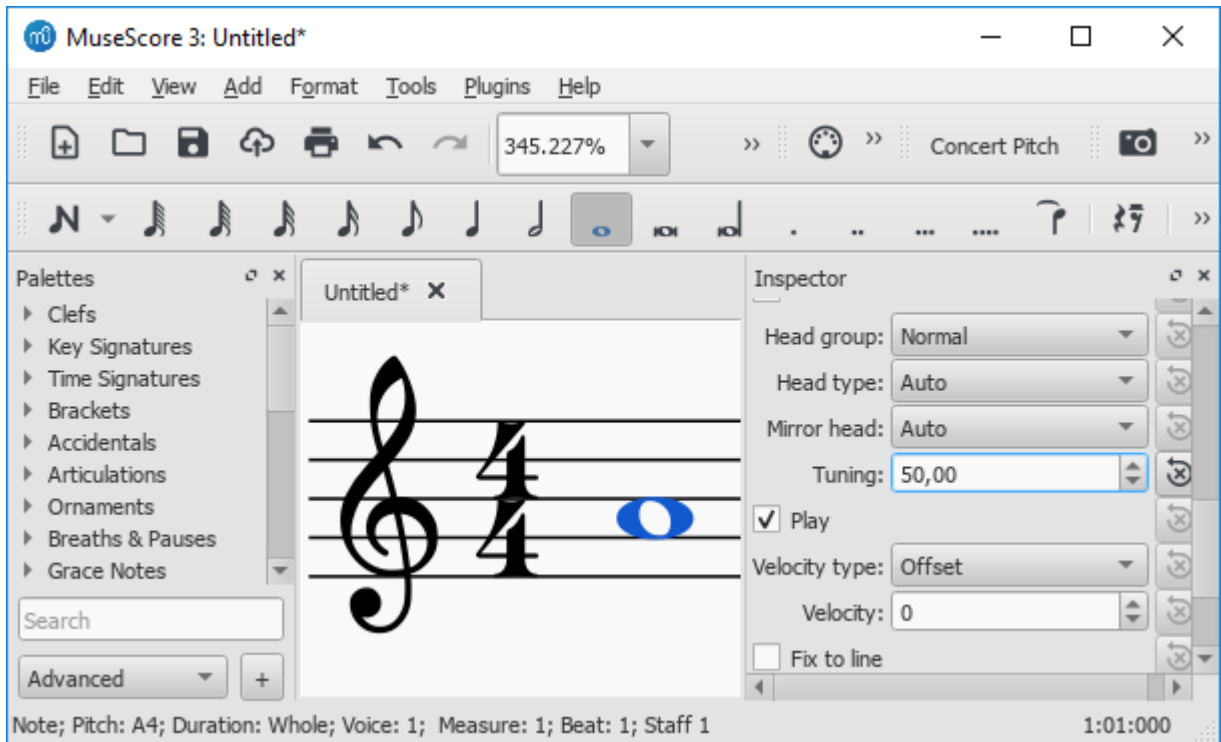 MuseScore 3: Untitled*
File Edit View Add Format Tools Plugins Help
345.227% Concert Pitch
Palettes
Clefs
Key Signatures
Time Signatures
Brackets
Accidentals
Articulations
Ornaments
Breaths & Pauses
Grace Notes
Search
Advanced +
Untitled*
4
4
Inspector
Head group: Normal
Head type: Auto
Mirror head: Auto
Tuning: 50,00
Play
Velocity type: Offset
Velocity: 0
Fix to line
Note; Pitch: A4; Duration: Whole; Voice: 1; Measure: 1; Beat: 1; Staff 1 1:01:000